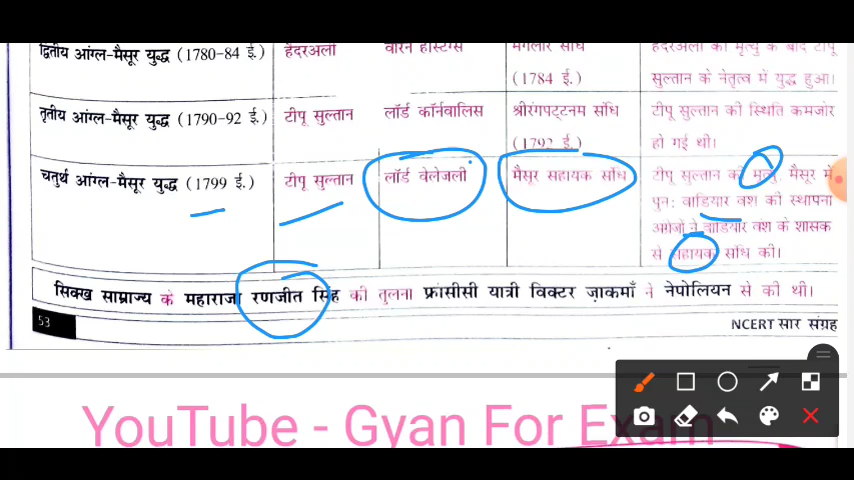 द्वितीय आंग्ल-मैसूर युद्ध (1780-84 ई.) हैदरअली वारेन हेस्टिंग्स मंगलौर संधि (1784 ई.) हैदरअली की मृत्यु के बाद टीपू सुल्तान के नेतृत्व में युद्ध हुआ।
तृतीय आंग्ल-मैसूर युद्ध (1790-92 ई.) टीपू सुल्तान लॉर्ड कॉर्नवालिस श्रीरंगपट्टनम संधि (1792 ई.) टीपू सुल्तान की स्थिति कमजोर हो गई थी।
चतुर्थ आंग्ल-मैसूर युद्ध (1799 ई.) टीपू सुल्तान लॉर्ड वेलेजली मैसूर सहायक संधि टीपू सुल्तान की मृत्यु, मैसूर में पुन: वाडियार वंश की स्थापना अंग्रेजों ने वाडियार वंश के शासक से सहायक संधि की।
सिक्ख साम्राज्य के महाराजा रणजीत सिंह की तुलना फ्रांसीसी यात्री विक्टर ज़ाकमाँ ने नेपोलियन से की थी।
53
NCERT सार संग्रह
YouTube - Gyan For Exam